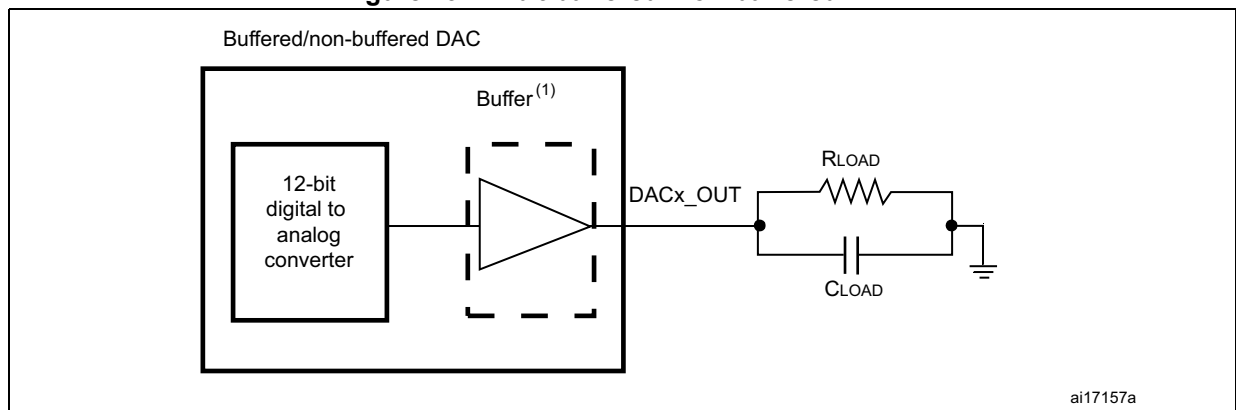 Buffered/non-buffered DAC
Buffer(1)
12-bit
digital to
analog
converter
DACx_OUT
RLOAD
CLOAD
ai17157a